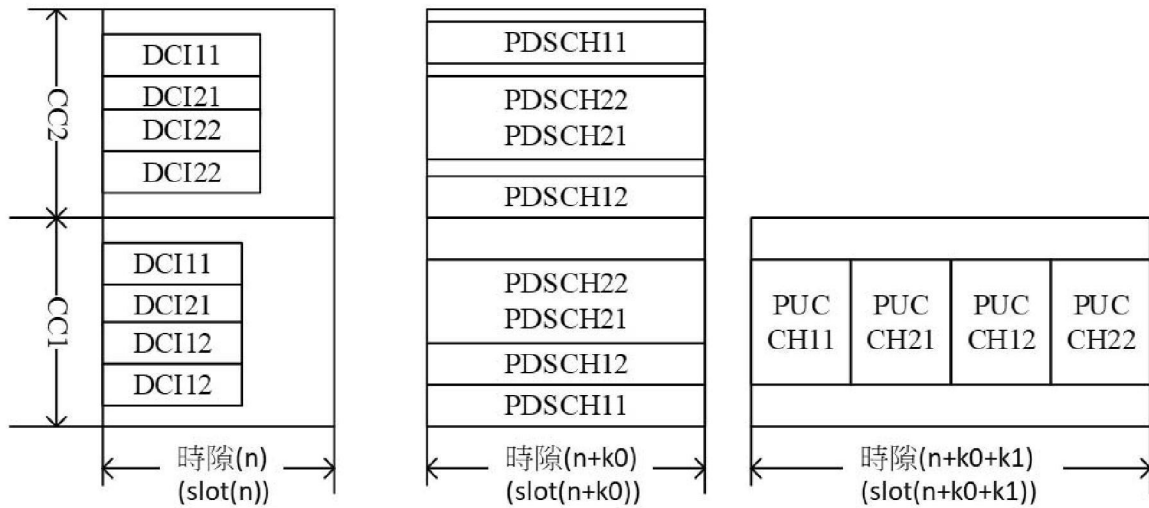 CC2
DCI11
DCI21
DCI22
DCI22
CC1
DCI11
DCI21
DCI12
DCI12
時隙(n)
(slot(n))
PDSCH11
PDSCH22
PDSCH21
PDSCH12
PDSCH22
PDSCH21
PDSCH12
PDSCH11
時隙(n+k0)
(slot(n+k0))
PUC
CH11
PUC
CH21
PUC
CH12
PUC
CH22
時隙(n+k0+k1)
(slot(n+k0+k1))